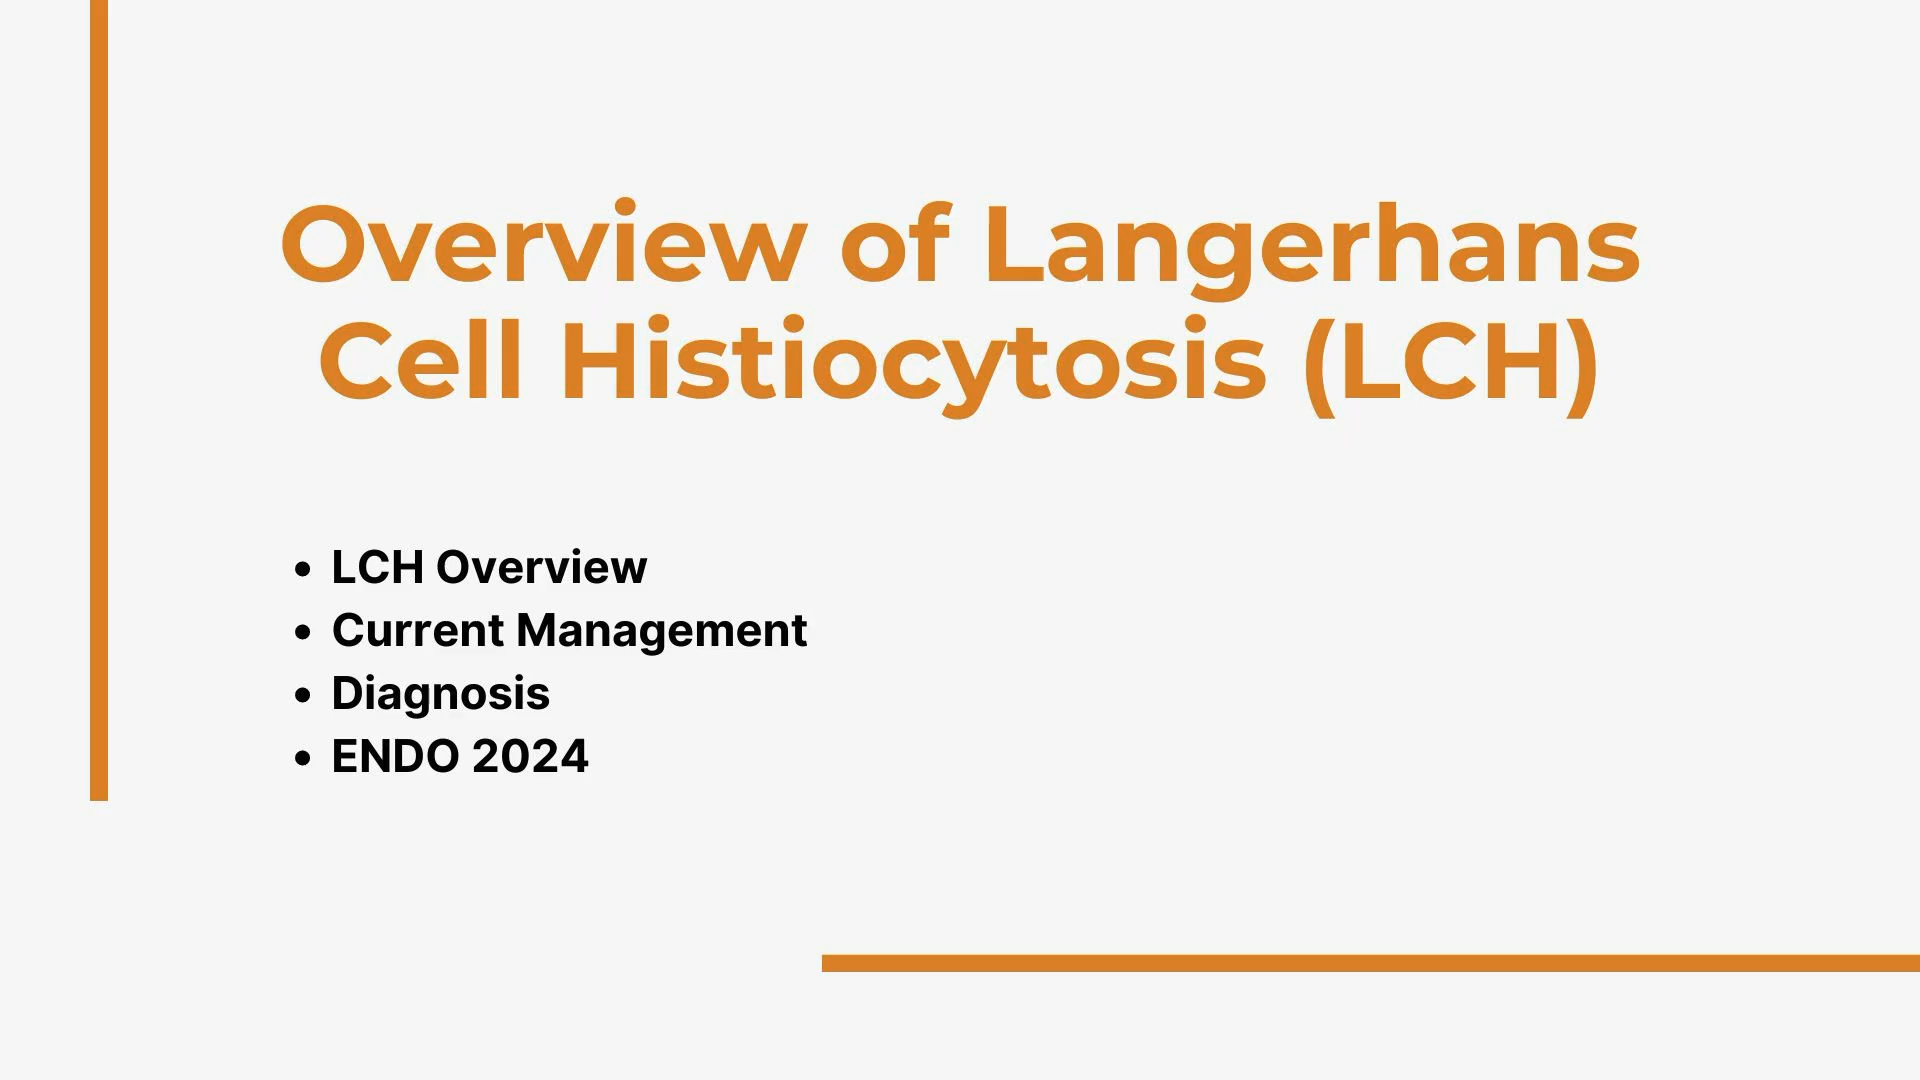 Overview of Langerhans
Cell Histiocytosis (LCH)
• LCH Overview
• Current Management
• Diagnosis
• ENDO 2024